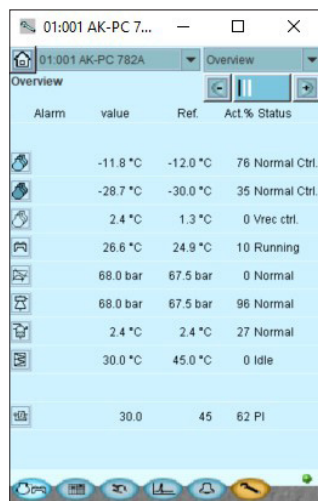 01:001 AK-PC 7...
01:001 AK-PC 782A Overview
Overview
Alarm value Ref. Act.% Status
-11.8 °C -12.0 °C 76 Normal Ctrl.
-28.7 °C -30.0 °C 35 Normal Ctrl.
2.4 °C 1.3 °C 0 Vrec ctrl.
26.6 °C 24.9 °C 10 Running
68.0 bar 67.5 bar 0 Normal
68.0 bar 67.5 bar 96 Normal
2.4 °C 2.4 °C 27 Normal
30.0 °C 45.0 °C 0 Idle
30.0 45 62 PI